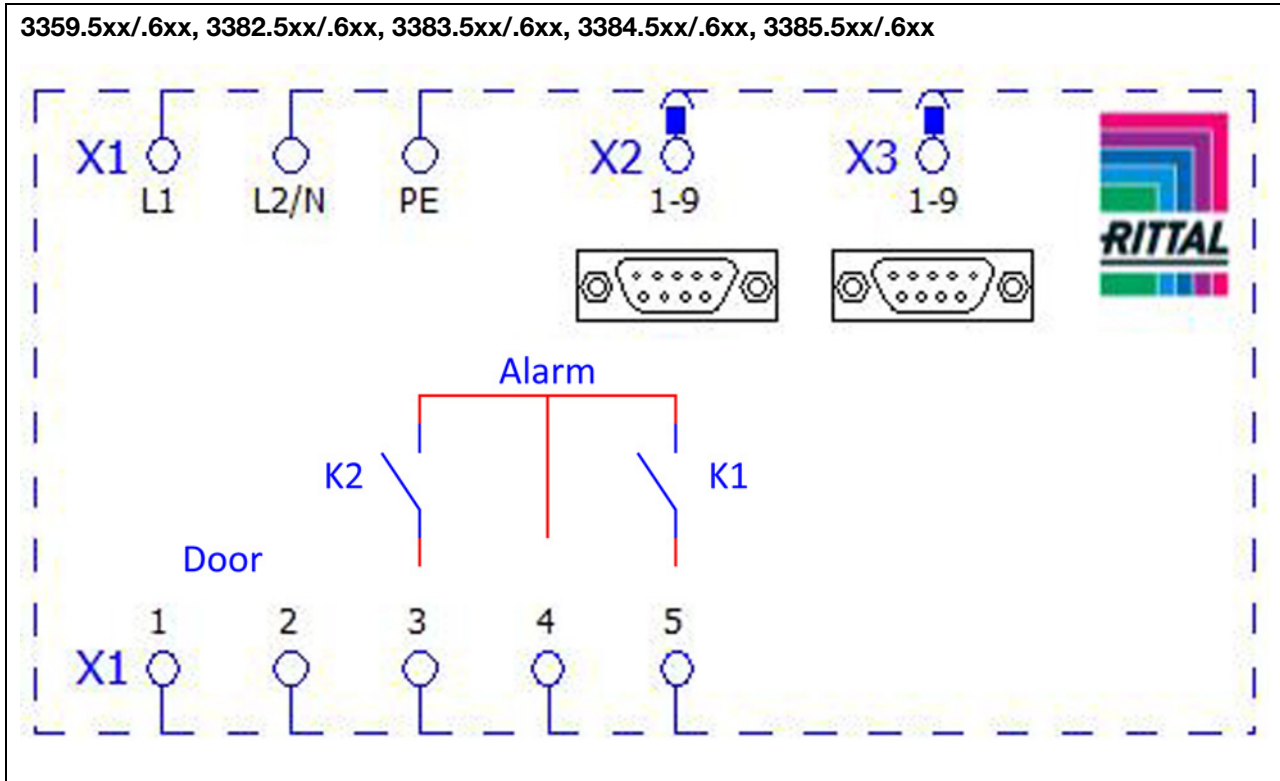 3359.5xx/.6xx, 3382.5xx/.6xx, 3383.5xx/.6xx, 3384.5xx/.6xx, 3385.5xx/.6xx
X1 X2 X3
L1 L2/N PE 1-9 1-9
RITTAL
Alarm
K2 K1
Door
1 2 3 4 5
X1